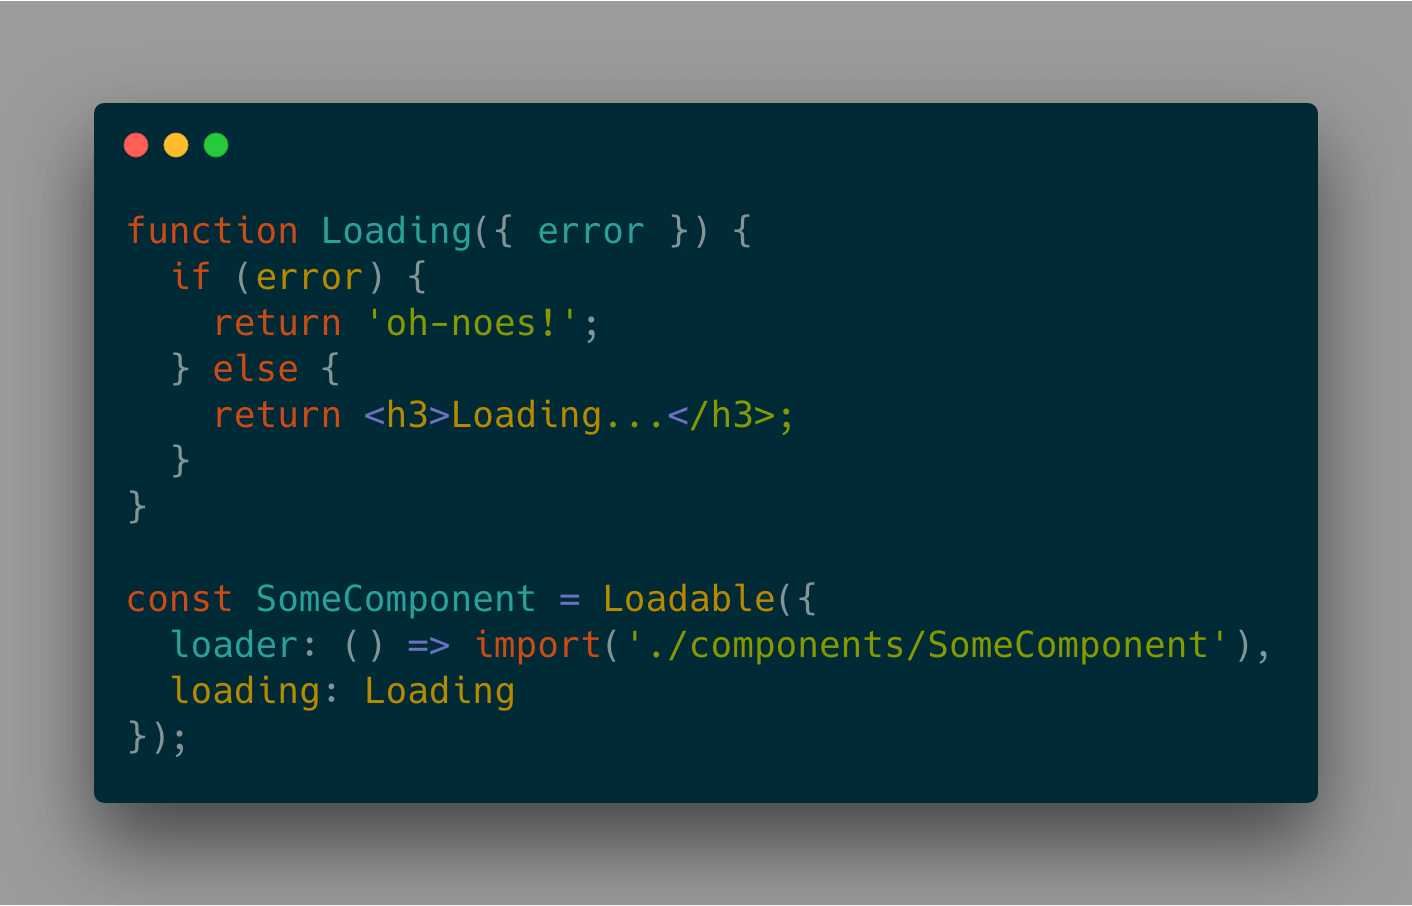 function Loading({ error }) {
  if (error) {
    return 'oh-noes!';
  } else {
    return <h3>Loading...</h3>;
  }
}

const SomeComponent = Loadable({
  loader: () => import('./components/SomeComponent'),
  loading: Loading
});